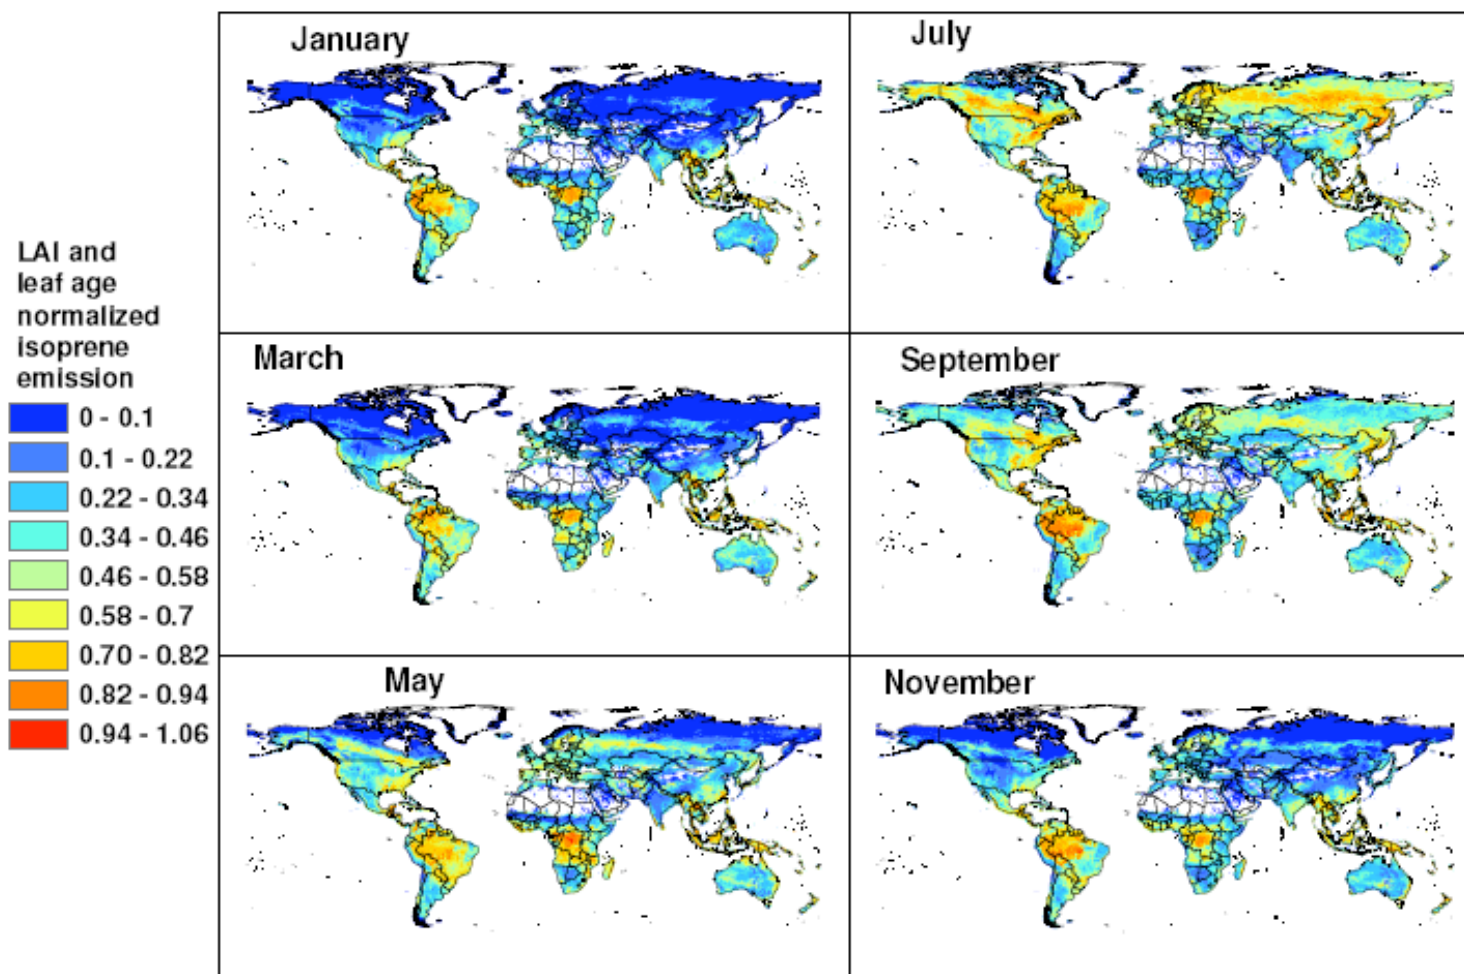 January
July
LAI and
leaf age
normalized
isoprene
emission
0 - 0.1
0.1 - 0.22
0.22 - 0.34
0.34 - 0.46
0.46 - 0.58
0.58 - 0.7
0.70 - 0.82
0.82 - 0.94
0.94 - 1.06
March
September
May
November